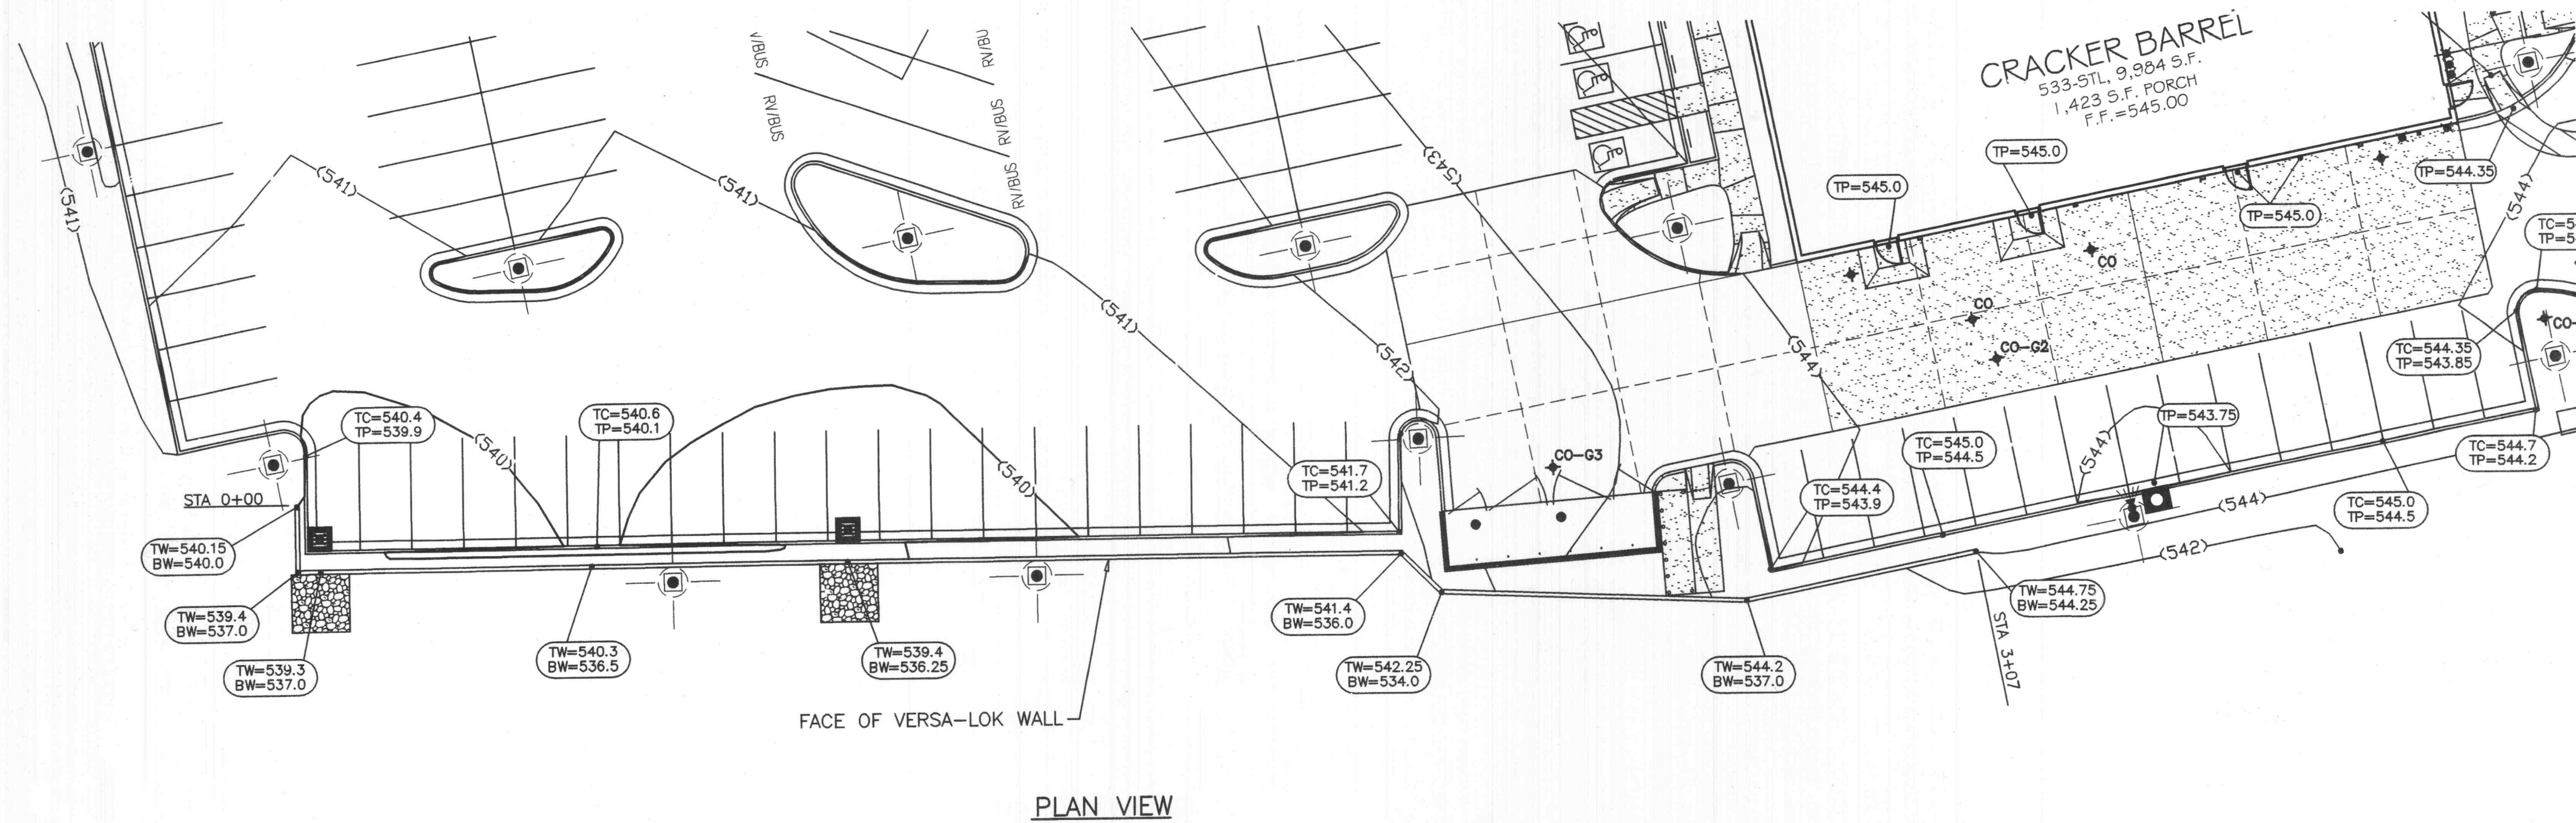 V/BUS
RV/BUS
RV/BU
RV/BUS
RV/BUS
CRACKER BARREL
533-STL, 9,984 S.F.
1,423 S.F. PORCH
F.F.=545.00
(541)
(541)
(541)
(541)
(543)
(542)
(544)
(544)
TP=545.0
TP=545.0
TP=545.0
TP=544.35
TC=5
TP=5
CO
CO
CO-G2
CO-
CO-G3
TC=544.35
TP=543.85
TP=543.75
(544)
TC=545.0
TP=544.5
TC=544.4
TP=543.9
TC=544.7
TP=544.2
TC=545.0
TP=544.5
(544)
(542)
TC=540.4
TP=539.9
(540)
TC=540.6
TP=540.1
(540)
TC=541.7
TP=541.2
STA 0+00
TW=540.15
BW=540.0
TW=539.4
BW=537.0
TW=539.3
BW=537.0
TW=540.3
BW=536.5
TW=539.4
BW=536.25
TW=541.4
BW=536.0
TW=542.25
BW=534.0
TW=544.2
BW=537.0
TW=544.75
BW=544.25
STA 3+07
FACE OF VERSA-LOK WALL
PLAN VIEW